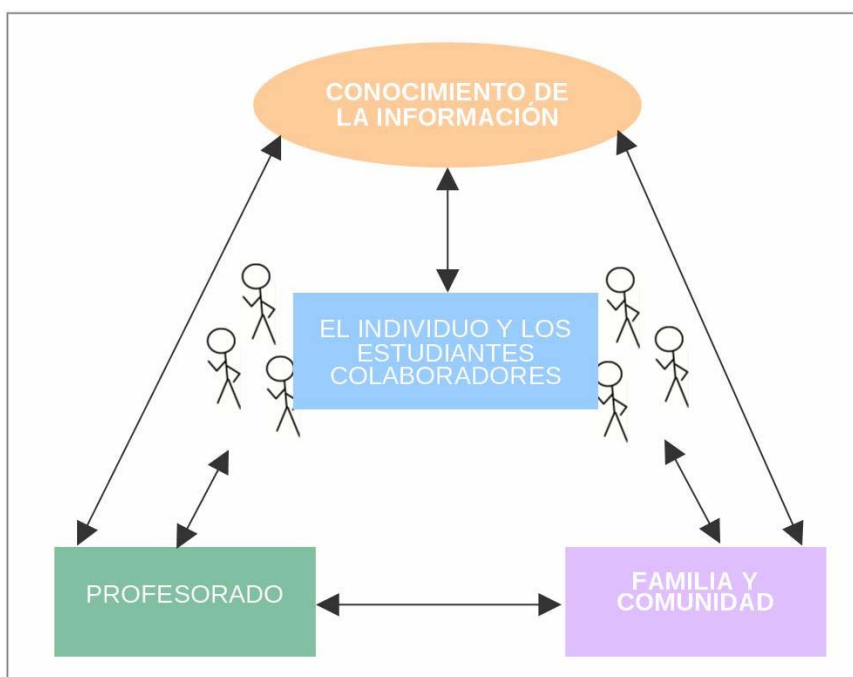 CONOCIMIENTO DE
LA INFORMACIÓN
EL INDIVIDUO Y LOS
ESTUDIANTES
COLABORADORES
PROFESORADO
FAMILIA Y
COMUNIDAD